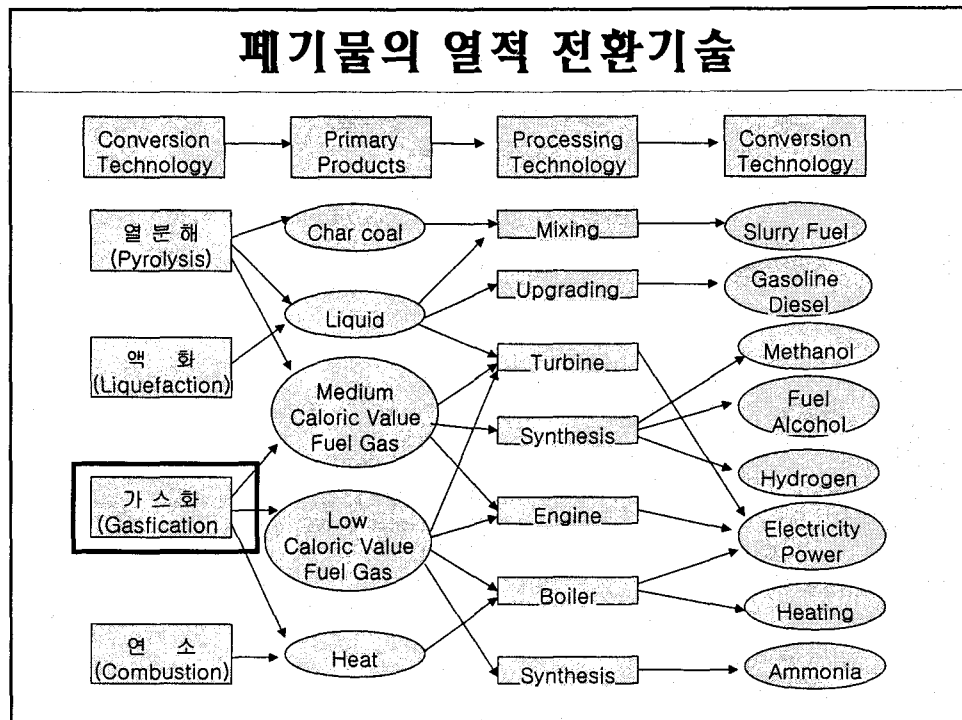 폐기물의 열적 전환기술
Conversion
Technology
Primary
Products
Processing
Technology
Conversion
Technology
열 분 해
(Pyrolysis)
Char coal
Mixing
Slurry Fuel
Liquid
Upgrading
Gasoline
Diesel
액 화
(Liquefaction)
Medium
Caloric Value
Fuel Gas
Turbine
Methanol
Synthesis
Fuel
Alcohol
Hydrogen
가 스 화
(Gasfication
Low
Caloric Value
Fuel Gas
Engine
Electricity
Power
Boiler
Heating
연 소
(Combustion)
Heat
Synthesis
Ammonia